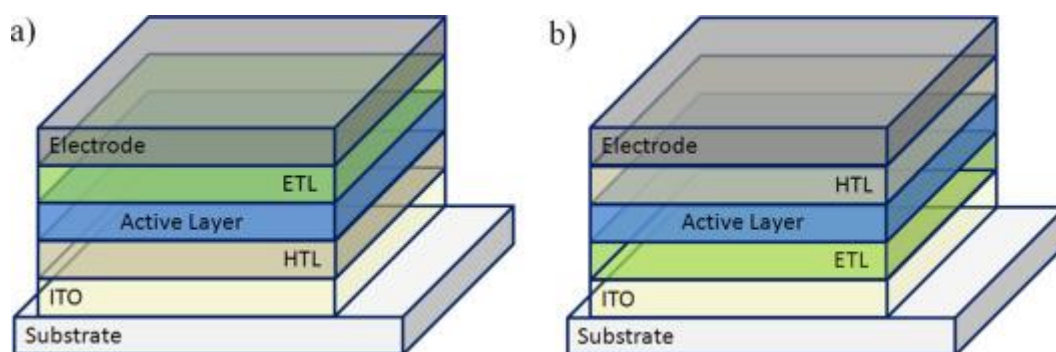 a)
Electrode
ETL
Active Layer
HTL
ITO
Substrate
b)
Electrode
HTL
Active Layer
ETL
ITO
Substrate